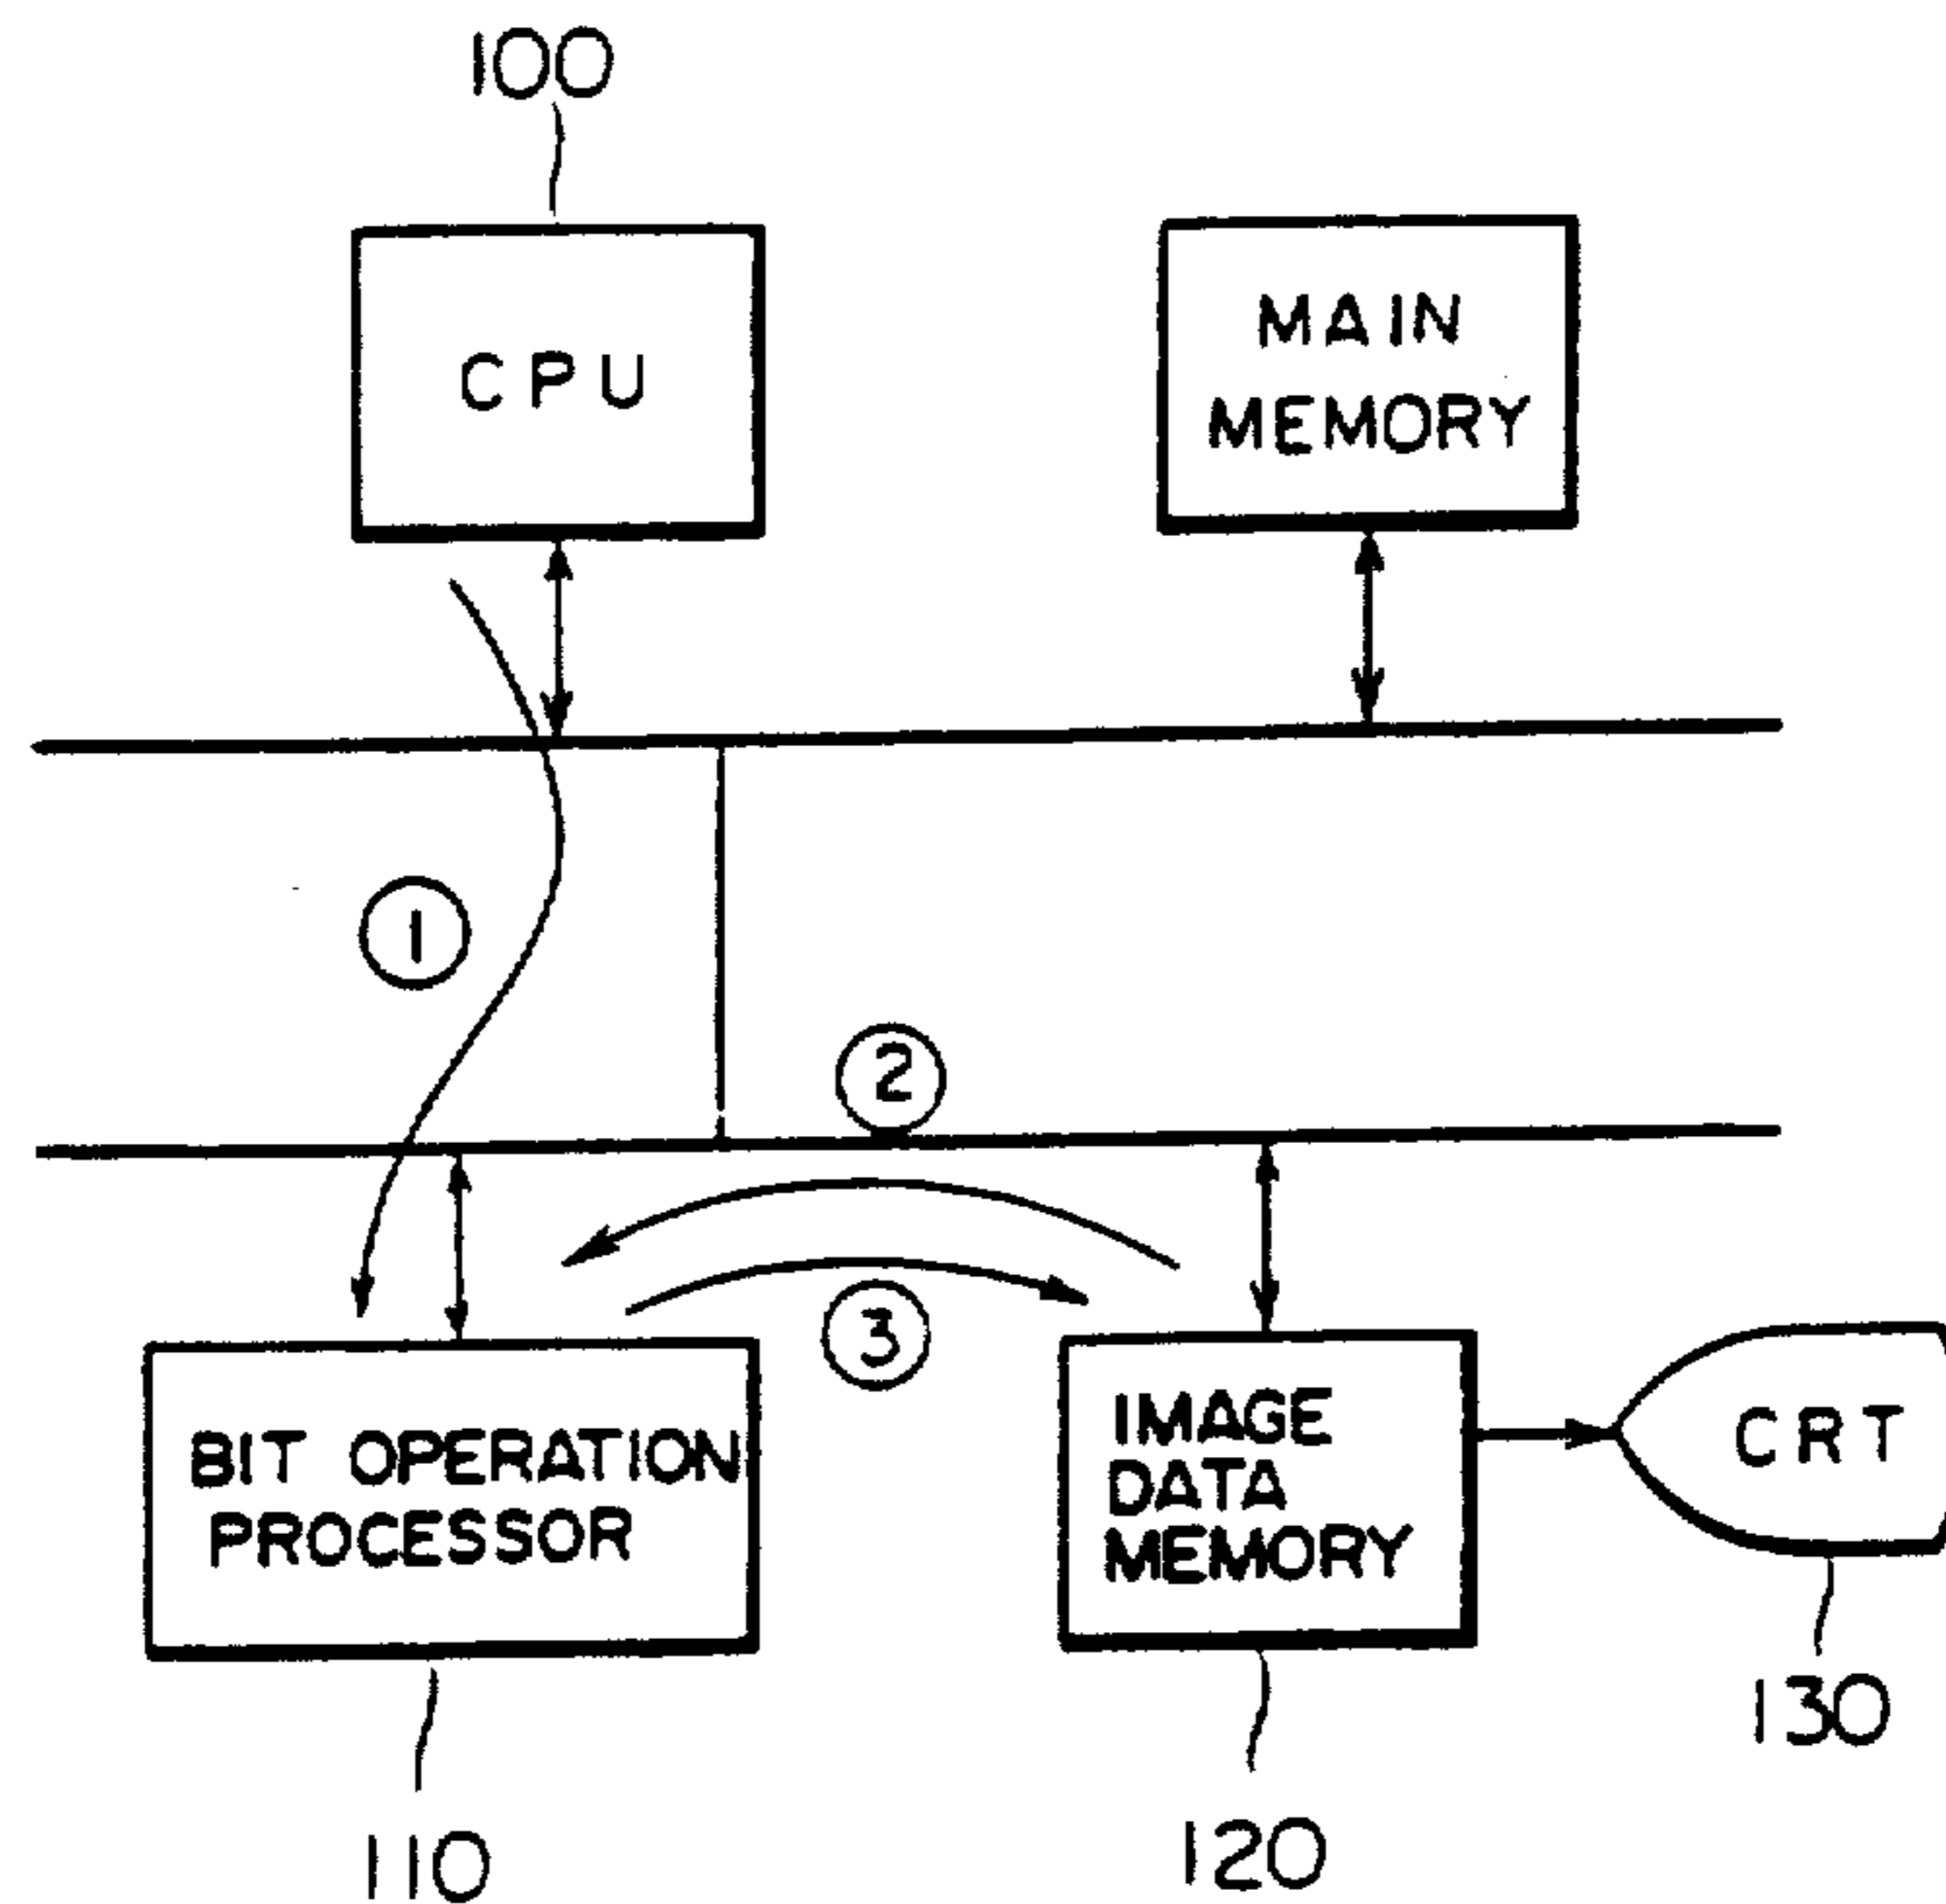 100
CPU
MAIN
MEMORY
1
2
3
BIT OPERATION
PROCESSOR
IMAGE
DATA
MEMORY
CRT
130
110
120